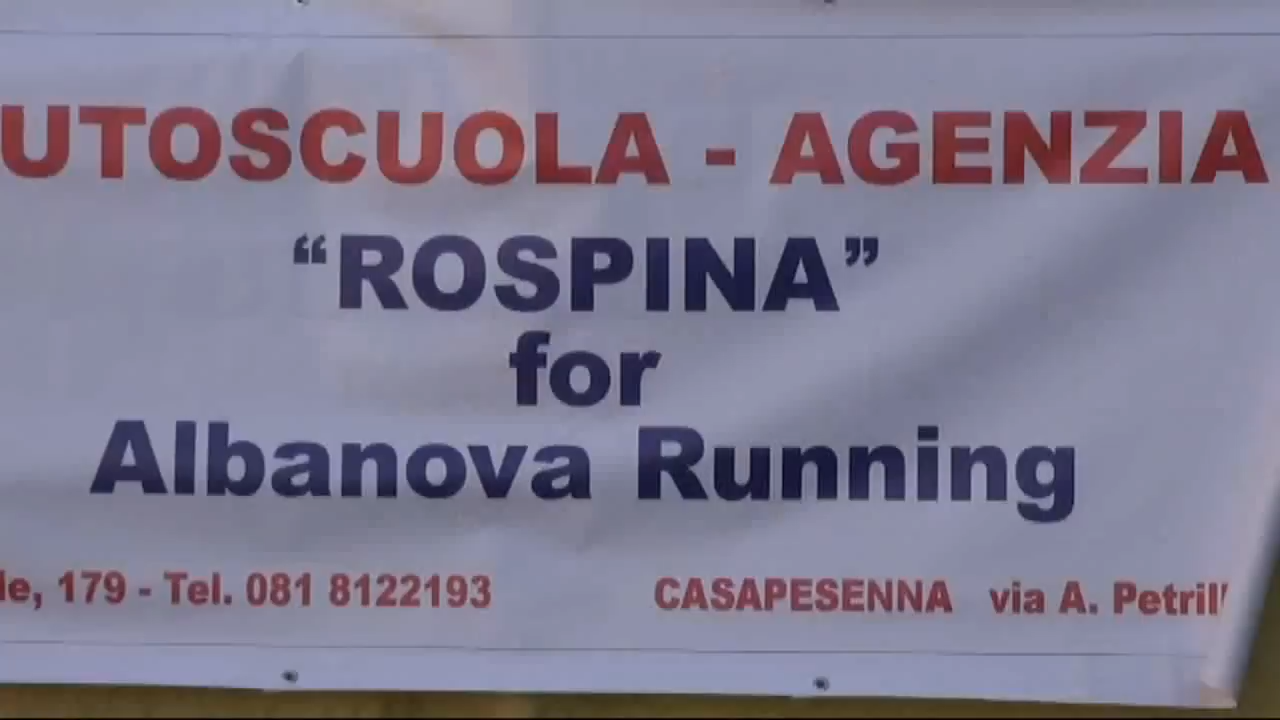 UTOSCUOLA - AGENZIA
“ROSPINA”
for
Albanova Running
le, 179 - Tel. 081 8122193 CASAPESENNA via A. Petrill